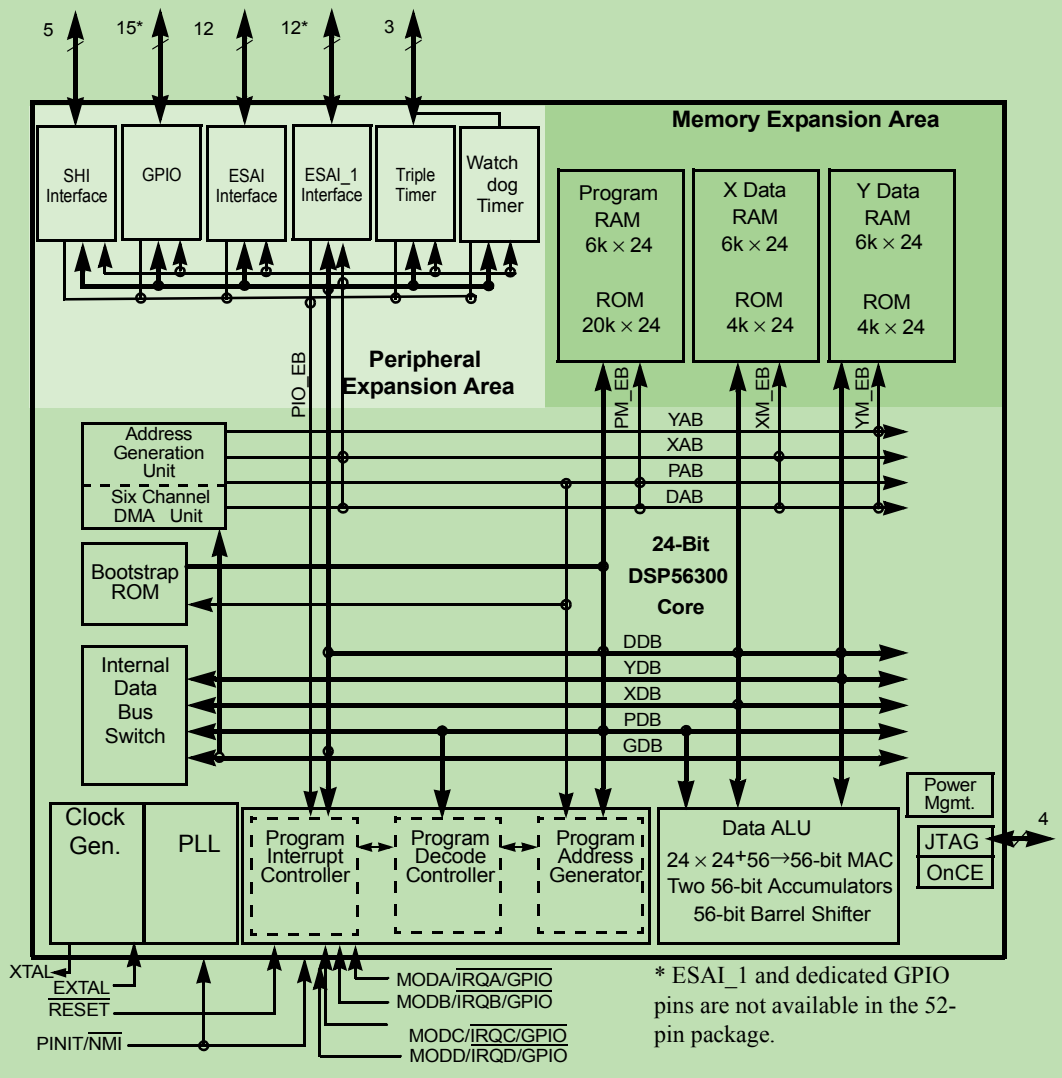 5 15* 12 12* 3
Memory Expansion Area
SHI
Interface
GPIO
ESAI
Interface
ESAI_1
Interface
Triple
Timer
Watch
dog
Timer
Program
RAM
6k × 24
ROM
20k × 24
X Data
RAM
6k × 24
ROM
4k × 24
Y Data
RAM
6k × 24
ROM
4k × 24
Peripheral
Expansion Area
PIO_EB
PM_EB
XM_EB
YM_EB
Address
Generation
Unit
Six Channel
DMA Unit
YAB
XAB
PAB
DAB
24-Bit
DSP56300
Core
Bootstrap
ROM
Internal
Data
Bus
Switch
DDB
YDB
XDB
PDB
GDB
Clock
Gen.
PLL
Program
Interrupt
Controller
Program
Decode
Controller
Program
Address
Generator
Data ALU
24 × 24+56→56-bit MAC
Two 56-bit Accumulators
56-bit Barrel Shifter
Power
Mgmt.
JTAG
OnCE
4
XTAL
EXTAL
RESET
PINIT/NMI
MODA/IRQA/GPIO
MODB/IRQB/GPIO
MODC/IRQC/GPIO
MODD/IRQD/GPIO
* ESAI_1 and dedicated GPIO
pins are not available in the 52-
pin package.